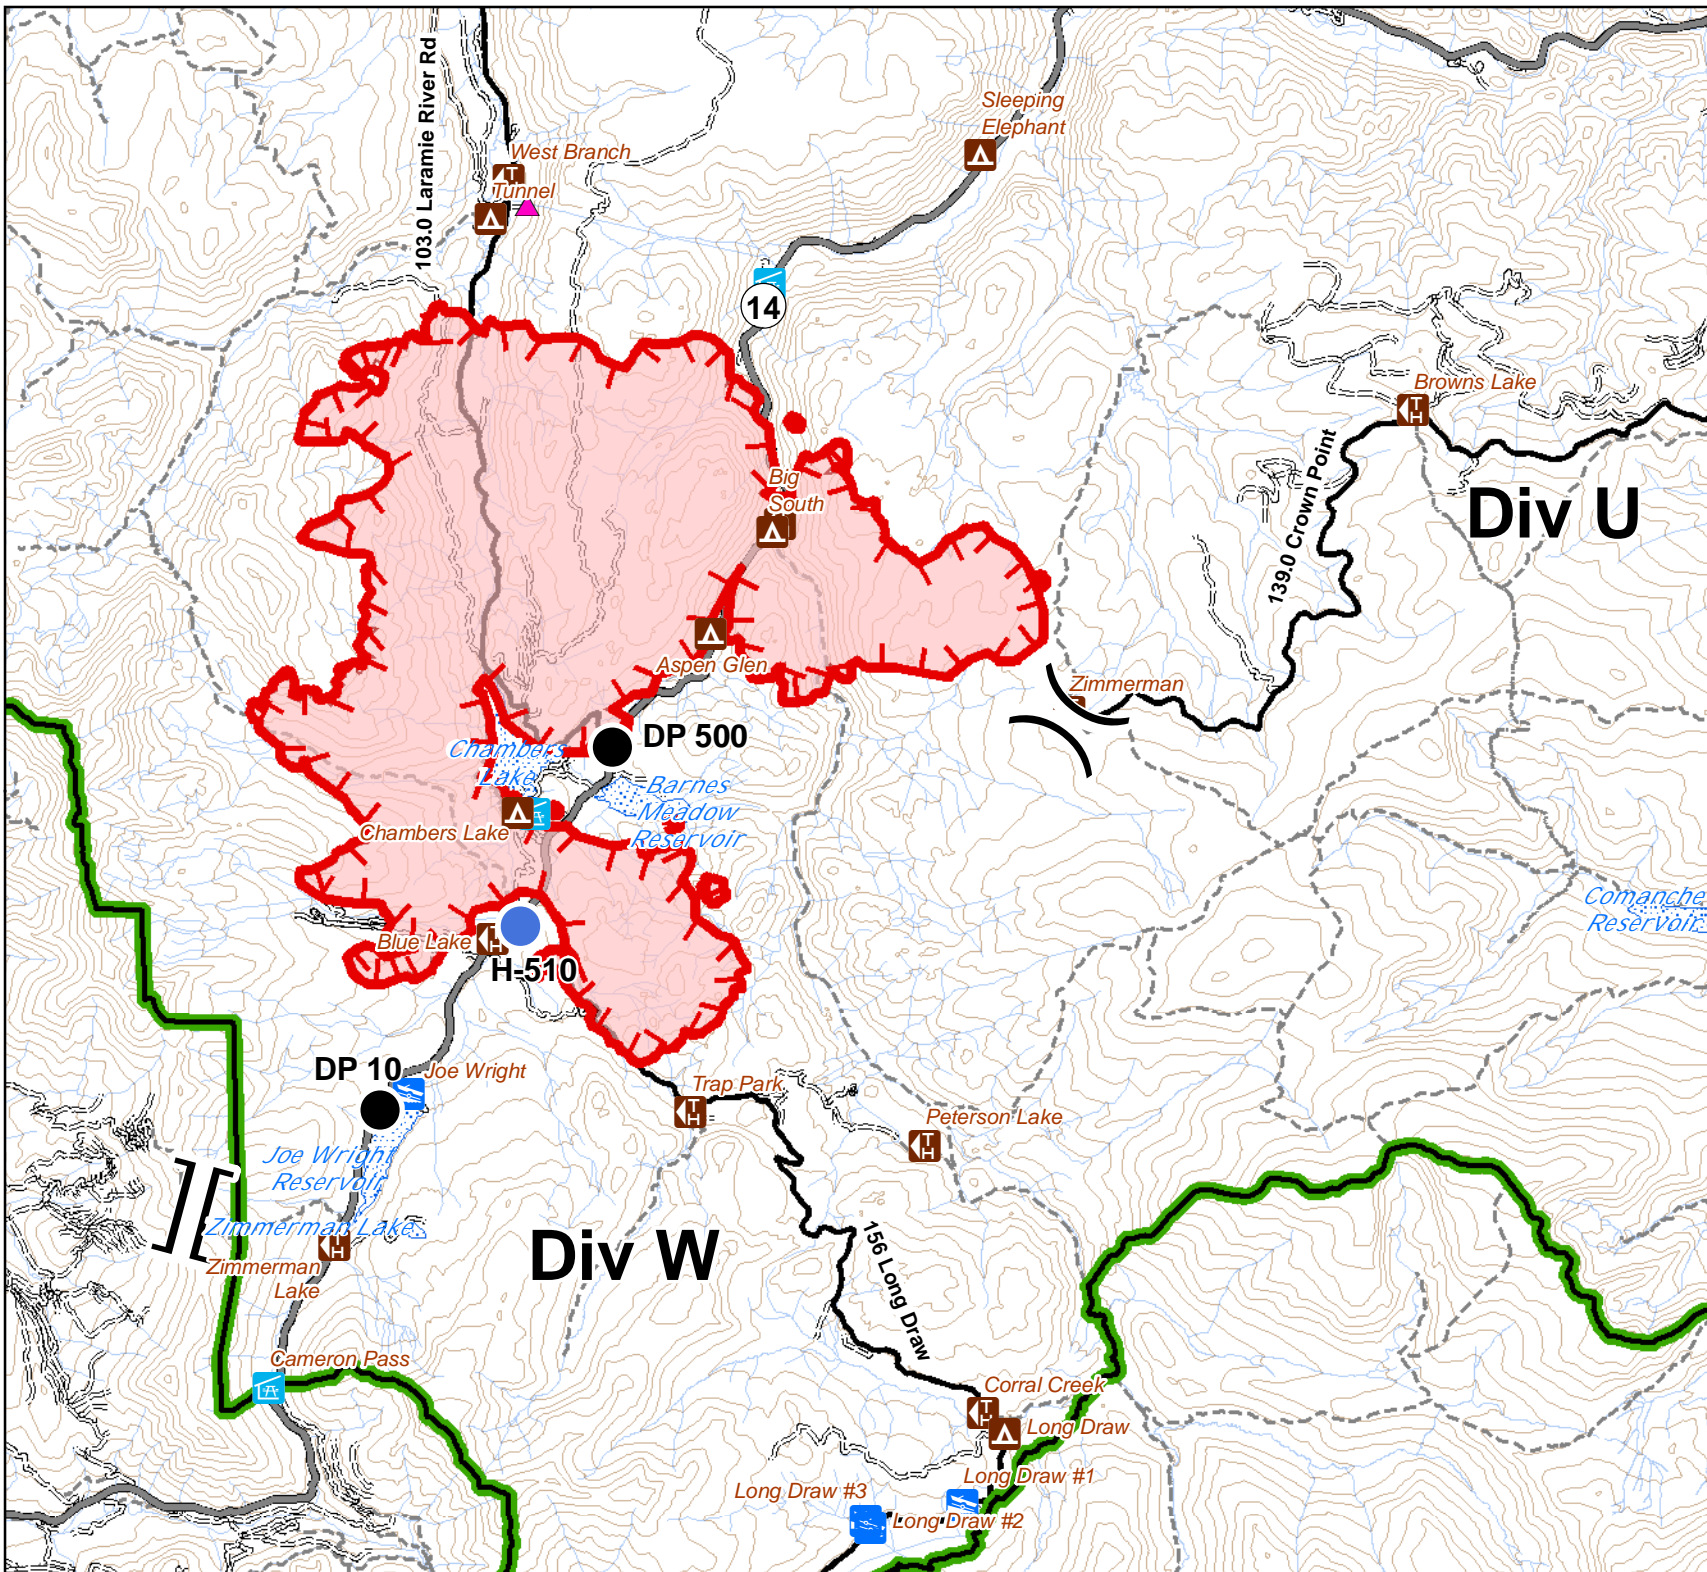 103.0 Laramie River Rd
Sleeping
Elephant
West Branch
T
Tunnel
14
Browns Lake
T
H
139.0 Crown Point
Div U
Big
South
Aspen Glen
Zimmerman
DP 500
Chambers
Lake
Barnes
Meadow
Reservoir
Chambers Lake
Comanche
Reservoir
Blue Lake
H
H-510
DP 10
Joe Wright
Trap Park
T
H
Peterson Lake
T
H
Joe Wright
Reservoir
Zimmerman Lake
Zimmerman
Lake
T
H
Div W
156 Long Draw
Cameron Pass
Corral Creek
T
H
Long Draw
Long Draw #1
Long Draw #3
Long Draw #2